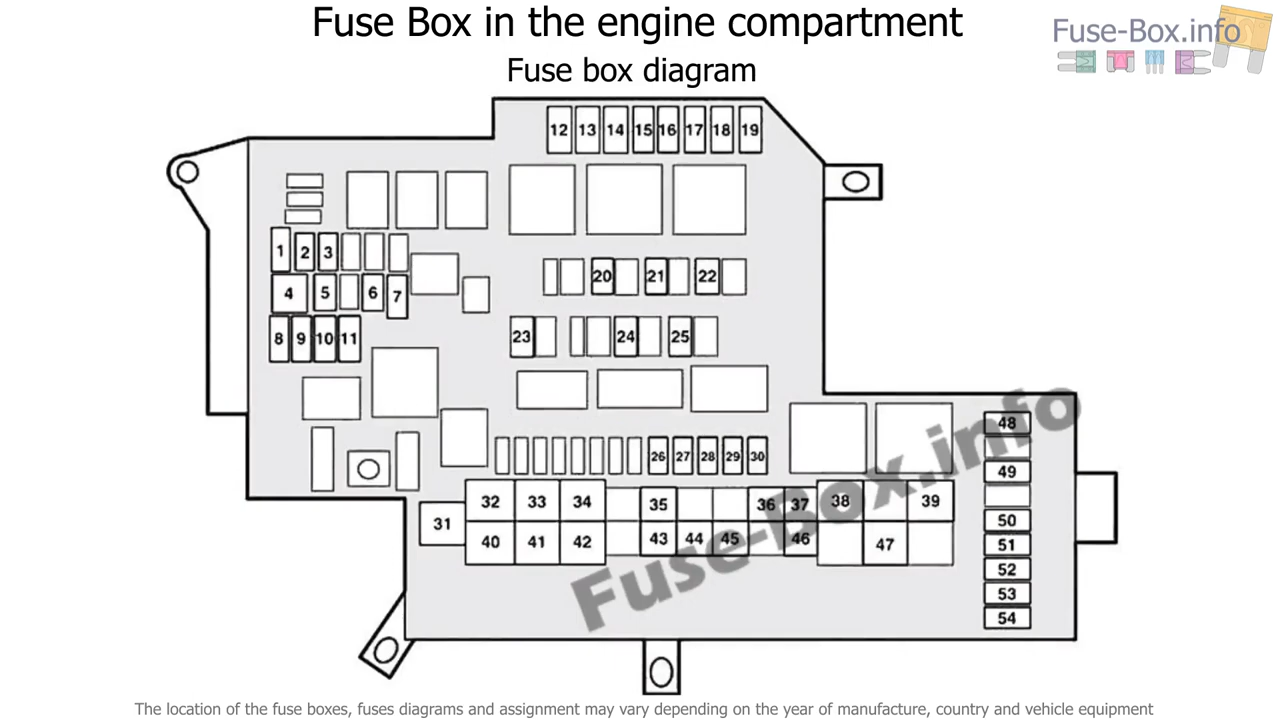 Fuse Box in the engine compartment
Fuse-Box.info
Fuse box diagram
12 13 14 15 16 17 18 19
1 2 3
20 21 22
4 5 6 7
8 9 10 11
23 24 25
48
26 27 28 29 30
49
32 33 34 35 36 37 38 39
31
50
40 41 42 43 44 45 46 47
51
52
53
54
Fuse-Box.info
The location of the fuse boxes, fuses diagrams and assignment may vary depending on the year of manufacture, country and vehicle equipment